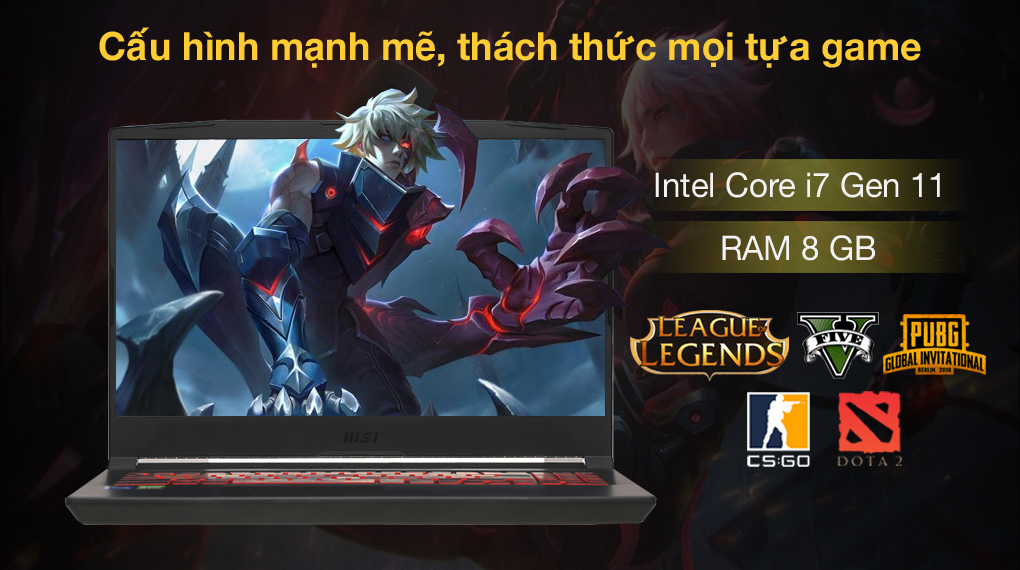 Cấu hình mạnh mẽ, thách thức mọi tựa game
Intel Core i7 Gen 11
RAM 8 GB
LEAGUE of
LEGENDS
V
FIVE
PUBG
GLOBAL INVITATIONAL
BERLIN 2018
CS:GO
DOTA 2
msi